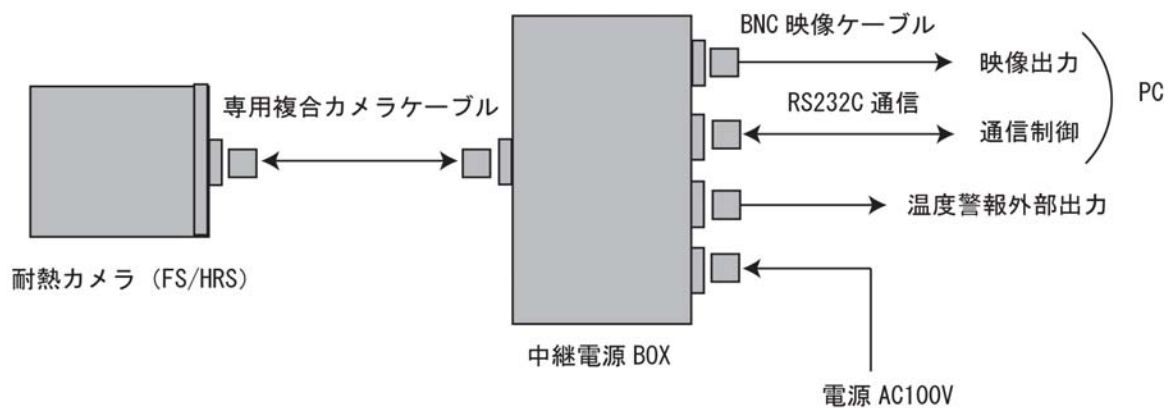 BNC 映像ケーブル
映像出力
PC
専用複合カメラケーブル
RS232C 通信
通信制御
温度警報外部出力
耐熱カメラ（FS/HRS）
中継電源 BOX
電源 AC100V